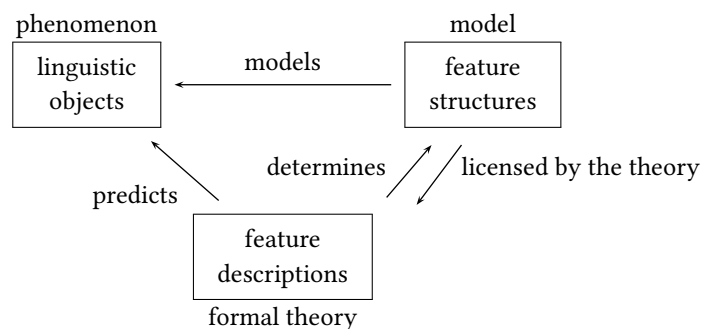 phenomenon
model
linguistic
objects
models
feature
structures
determines
licensed by the theory
predicts
feature
descriptions
formal theory